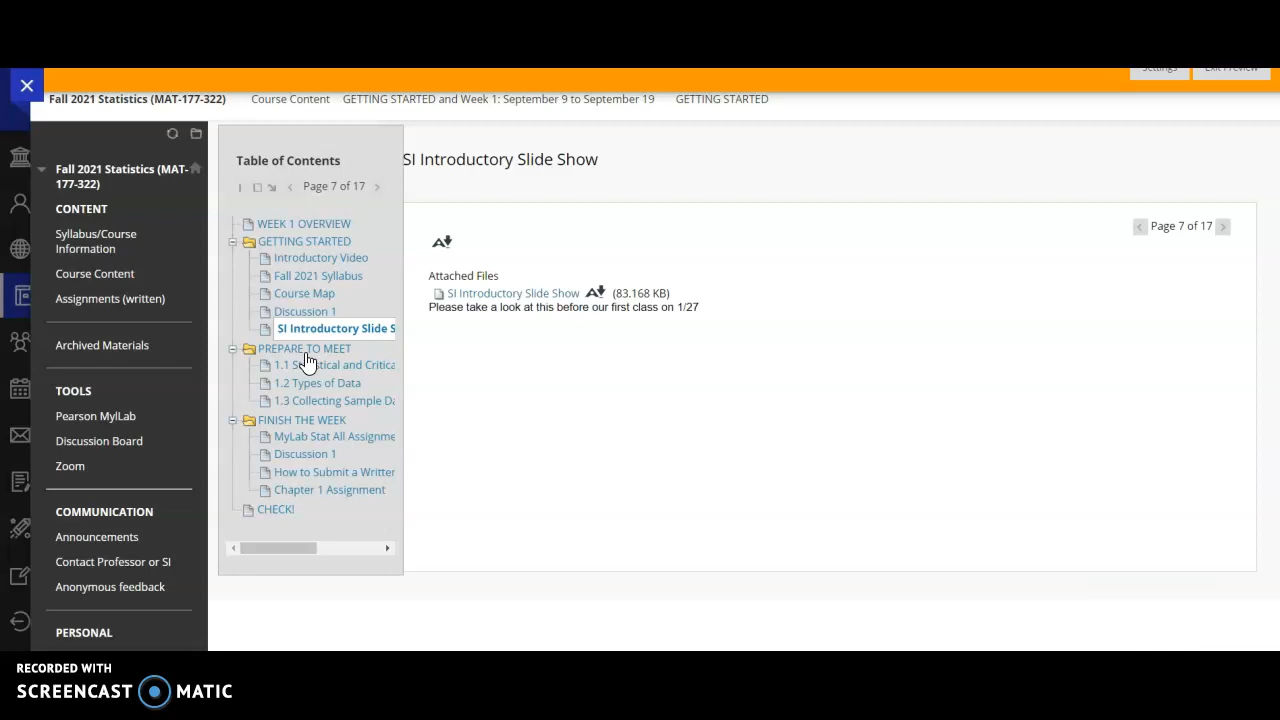 Settings
Exit Preview
Fall 2021 Statistics (MAT-177-322) Course Content GETTING STARTED and Week 1: September 9 to September 19 GETTING STARTED
Fall 2021 Statistics (MAT-
177-322)
CONTENT
Syllabus/Course
Information
Course Content
Assignments (written)
Archived Materials
TOOLS
Pearson MylLab
Discussion Board
Zoom
COMMUNICATION
Announcements
Contact Professor or SI
Anonymous feedback
PERSONAL
Table of Contents
Page 7 of 17
WEEK 1 OVERVIEW
GETTING STARTED
Introductory Video
Fall 2021 Syllabus
Course Map
Discussion 1
SI Introductory Slide S
PREPARE TO MEET
1.1 Statistical and Critica
1.2 Types of Data
1.3 Collecting Sample Da
FINISH THE WEEK
MyLab Stat All Assignme
Discussion 1
How to Submit a Writter
Chapter 1 Assignment
CHECK!
SI Introductory Slide Show
Page 7 of 17
Attached Files
SI Introductory Slide Show (83.168 KB)
Please take a look at this before our first class on 1/27
RECORDED WITH
SCREENCAST MATIC